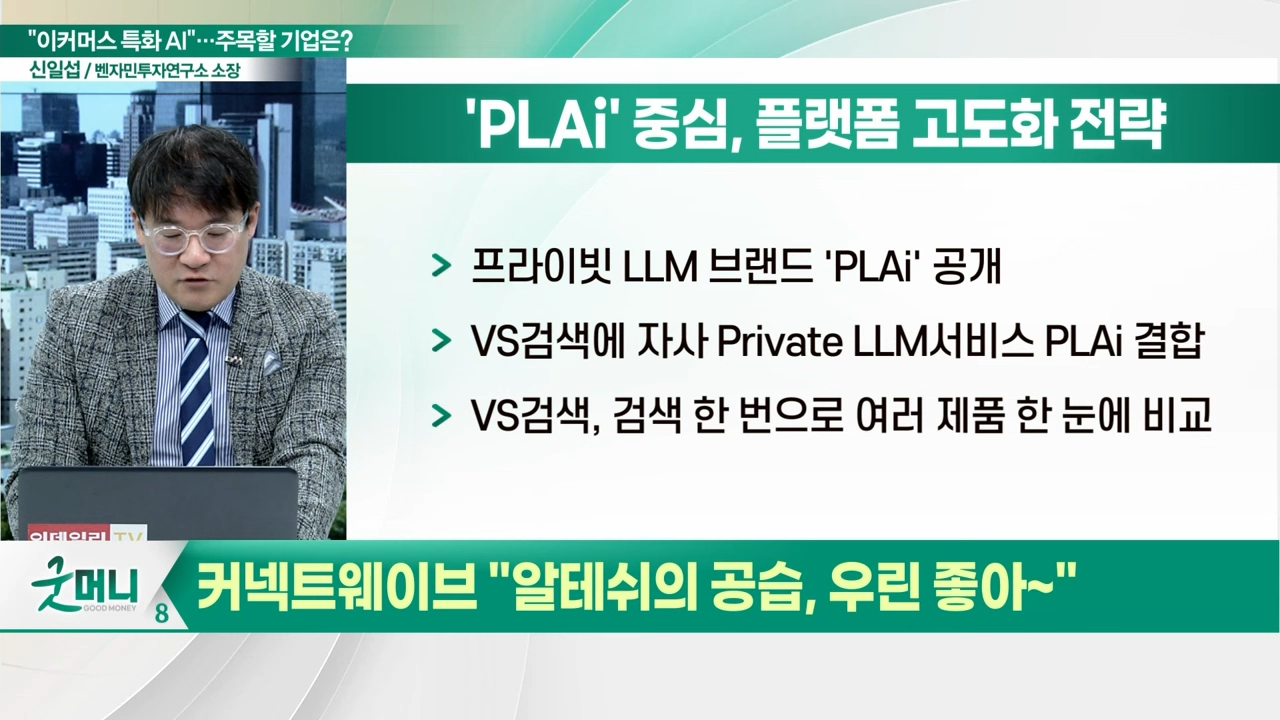 "이커머스 특화 AI"…주목할 기업은?
신일섭 / 벤자민투자연구소 소장
'PLAi' 중심, 플랫폼 고도화 전략
> 프라이빗 LLM 브랜드 'PLAi' 공개
> VS검색에 자사 Private LLM서비스 PLAi 결합
> VS검색, 검색 한 번으로 여러 제품 한 눈에 비교
이데일리 TV
굿머니
GOOD MONEY
8
커넥트웨이브 "알테쉬의 공습, 우린 좋아~"